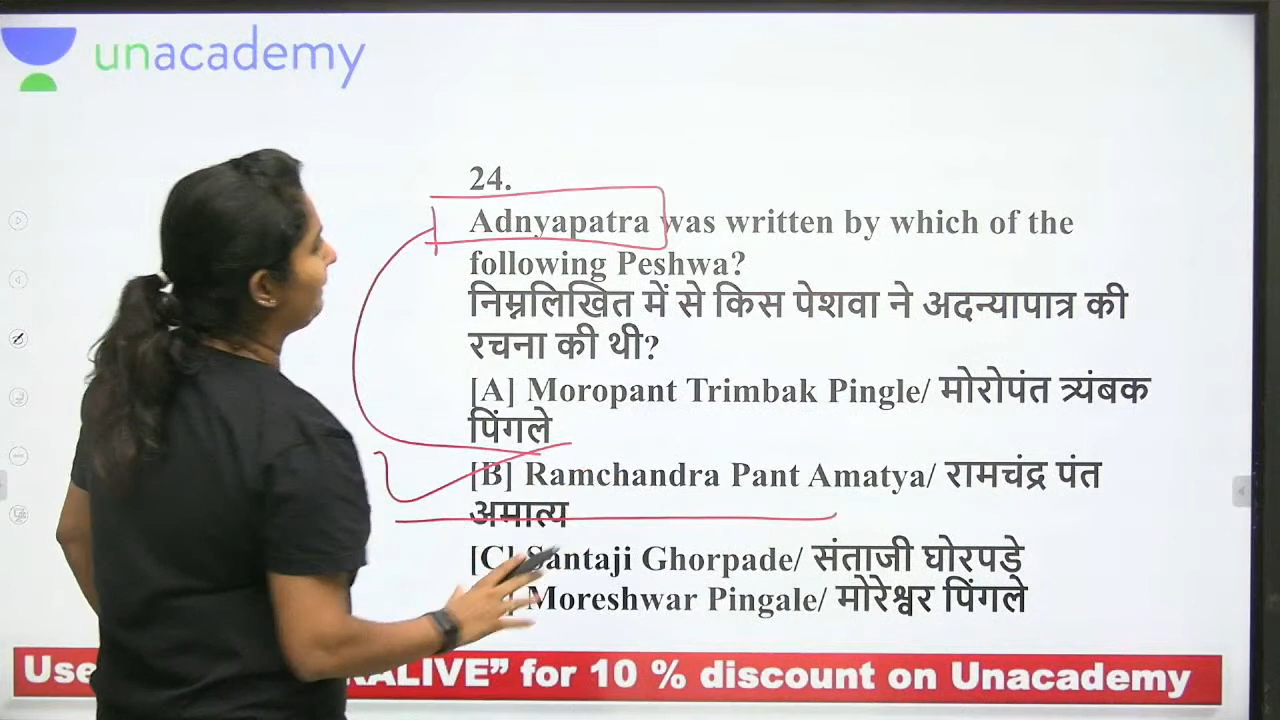 unacademy
24.
Adnyapatra was written by which of the
following Peshwa?
निम्नलिखित में से किस पेशवा ने अदन्यापात्र की
रचना की थी?
[A] Moropant Trimbak Pingle/ मोरोपंत त्र्यंबक
पिंगले
[B] Ramchandra Pant Amatya/ रामचंद्र पंत
अमात्य
[C] Santaji Ghorpade/ संताजी घोरपडे
Moreshwar Pingale/ मोरेश्वर पिंगले
Use ALIVE” for 10 % discount on Unacademy